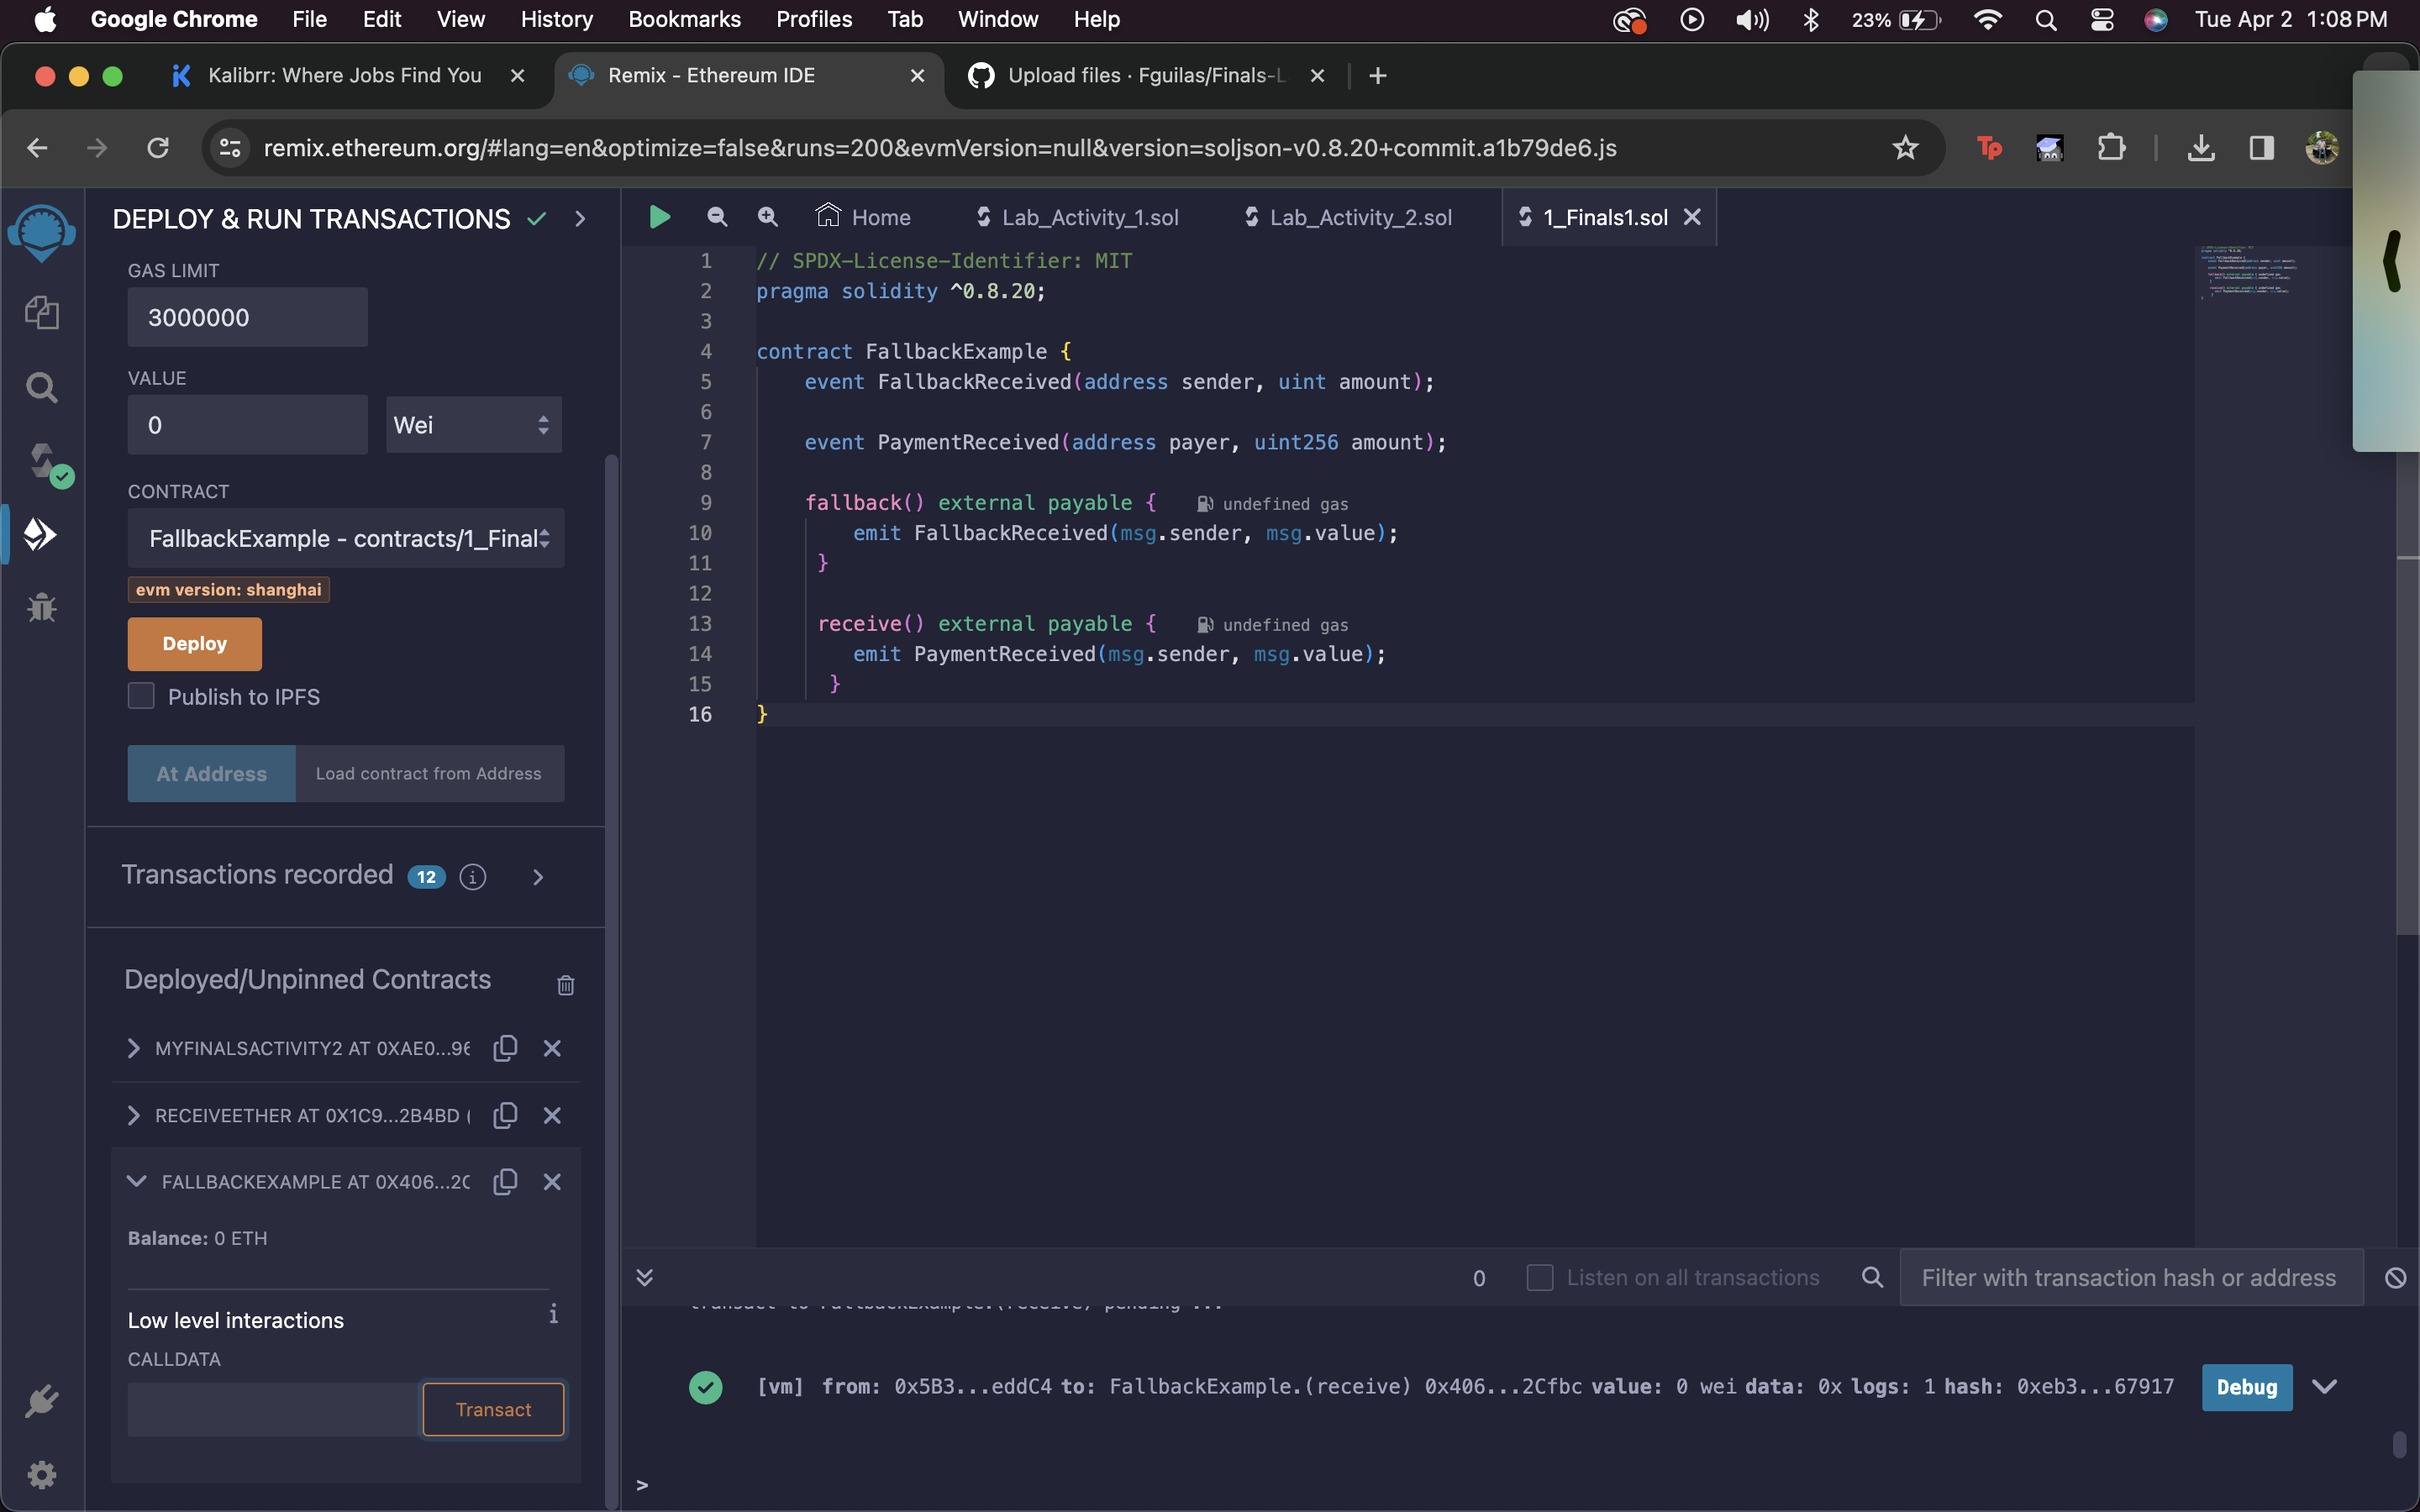 Google Chrome File Edit View History Bookmarks Profiles Tab Window Help 23% Tue Apr 2 1:08 PM
Kalibrr: Where Jobs Find You Remix - Ethereum IDE Upload files · Fguilas/Finals-L
remix.ethereum.org/#lang=en&optimize=false&runs=200&evmVersion=null&version=soljson-v0.8.20+commit.a1b79de6.js
Tp
DEPLOY & RUN TRANSACTIONS
GAS LIMIT
3000000
VALUE
0 Wei
CONTRACT
FallbackExample - contracts/1_Final
evm version: shanghai
Deploy
Publish to IPFS
At Address Load contract from Address
Transactions recorded 12 i
Deployed/Unpinned Contracts
MYFINALSACTIVITY2 AT 0XAE0...96
RECEIVEETHER AT 0X1C9...2B4BD (
FALLBACKEXAMPLE AT 0X406...2C
Balance: 0 ETH
Low level interactions i
CALLDATA
Transact
Home Lab_Activity_1.sol Lab_Activity_2.sol 1_Finals1.sol
1 // SPDX-License-Identifier: MIT
2 pragma solidity ^0.8.20;
3
4 contract FallbackExample {
5 event FallbackReceived(address sender, uint amount);
6
7 event PaymentReceived(address payer, uint256 amount);
8
9 fallback() external payable { undefined gas
10 emit FallbackReceived(msg.sender, msg.value);
11 }
12
13 receive() external payable { undefined gas
14 emit PaymentReceived(msg.sender, msg.value);
15 }
16 }
0 Listen on all transactions Filter with transaction hash or address
transact to FallbackExample.(receive) pending ...
[vm] from: 0x5B3...eddC4 to: FallbackExample.(receive) 0x406...2Cfbc value: 0 wei data: 0x logs: 1 hash: 0xeb3...67917 Debug
>